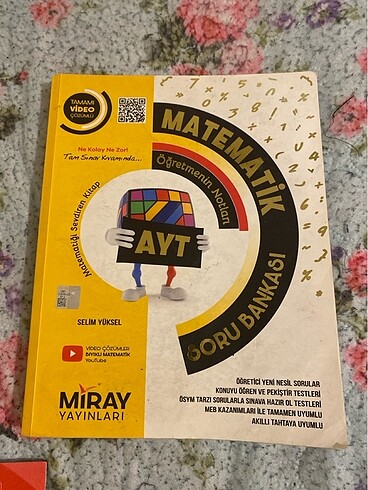 TAMAMI
VİDEO
ÇÖZÜMLÜ
Ne Kolay Ne Zor!
Tam Sınav Kıvamında...
MATEMATİK
Öğretmenin Notları
Matematiği Sevdiren Kitap
AYT
SORU BANKASI
SELİM YÜKSEL
VİDEO ÇÖZÜMLERİ
BIYIKLI MATEMATİK
YouTube
MİRAY
YAYINLARI
ÖĞRETİCİ YENİ NESİL SORULAR
KONUYU ÖĞREN VE PEKİŞTİR TESTLERİ
ÖSYM TARZI SORULARLA SINAVA HAZIR OL TESTLERİ
MEB KAZANIMLARI İLE TAMAMEN UYUMLU
AKILLI TAHTAYA UYUMLU